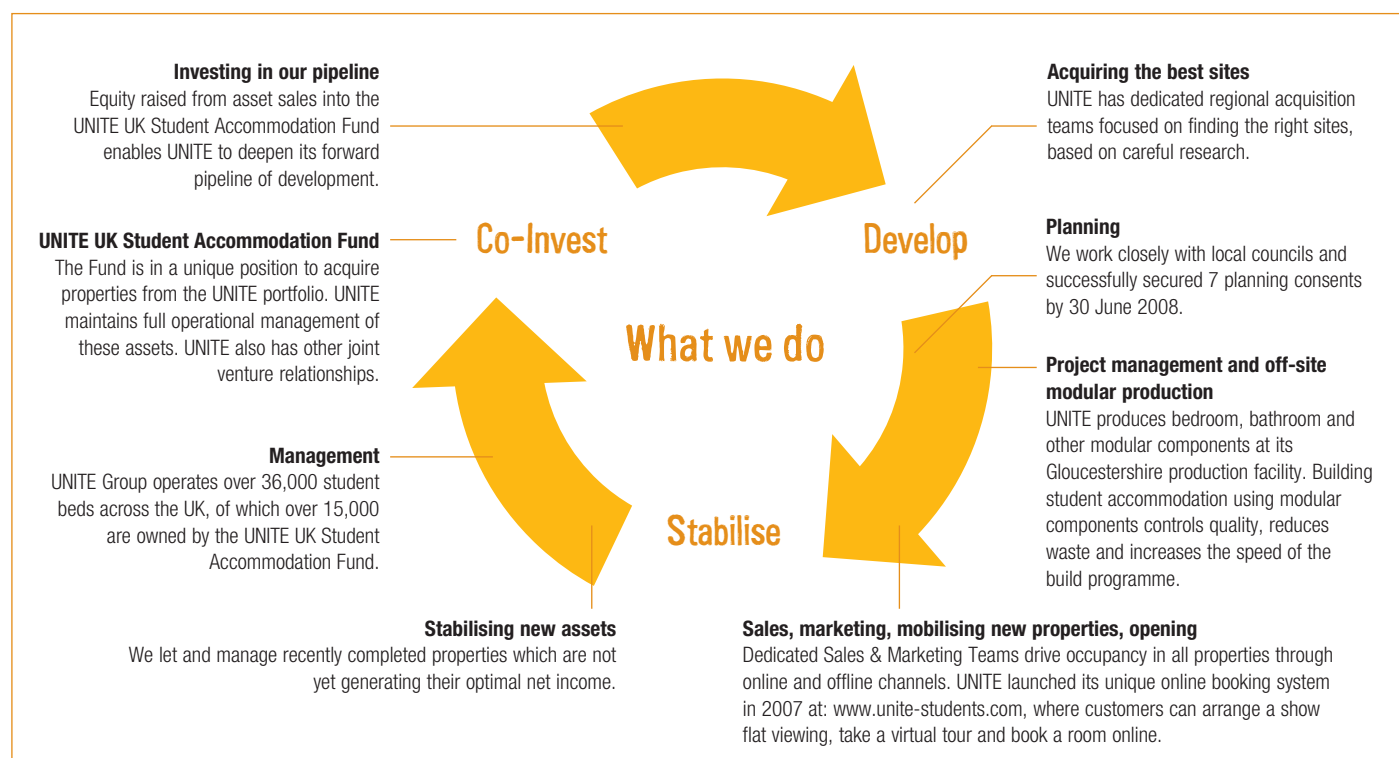 Investing in our pipeline
Equity raised from asset sales into the
UNITE UK Student Accommodation Fund
enables UNITE to deepen its forward
pipeline of development.
Acquiring the best sites
UNITE has dedicated regional acquisition
teams focused on finding the right sites,
based on careful research.
UNITE UK Student Accommodation Fund
The Fund is in a unique position to acquire
properties from the UNITE portfolio. UNITE
maintains full operational management of
these assets. UNITE also has other joint
venture relationships.
Co-Invest
Develop
Planning
We work closely with local councils and
successfully secured 7 planning consents
by 30 June 2008.
What we do
Project management and off-site
modular production
UNITE produces bedroom, bathroom and
other modular components at its
Gloucestershire production facility. Building
student accommodation using modular
components controls quality, reduces
waste and increases the speed of the
build programme.
Management
UNITE Group operates over 36,000 student
beds across the UK, of which over 15,000
are owned by the UNITE UK Student
Accommodation Fund.
Stabilise
Stabilising new assets
We let and manage recently completed properties which are not
yet generating their optimal net income.
Sales, marketing, mobilising new properties, opening
Dedicated Sales & Marketing Teams drive occupancy in all properties through
online and offline channels. UNITE launched its unique online booking system
in 2007 at: www.unite-students.com, where customers can arrange a show
flat viewing, take a virtual tour and book a room online.